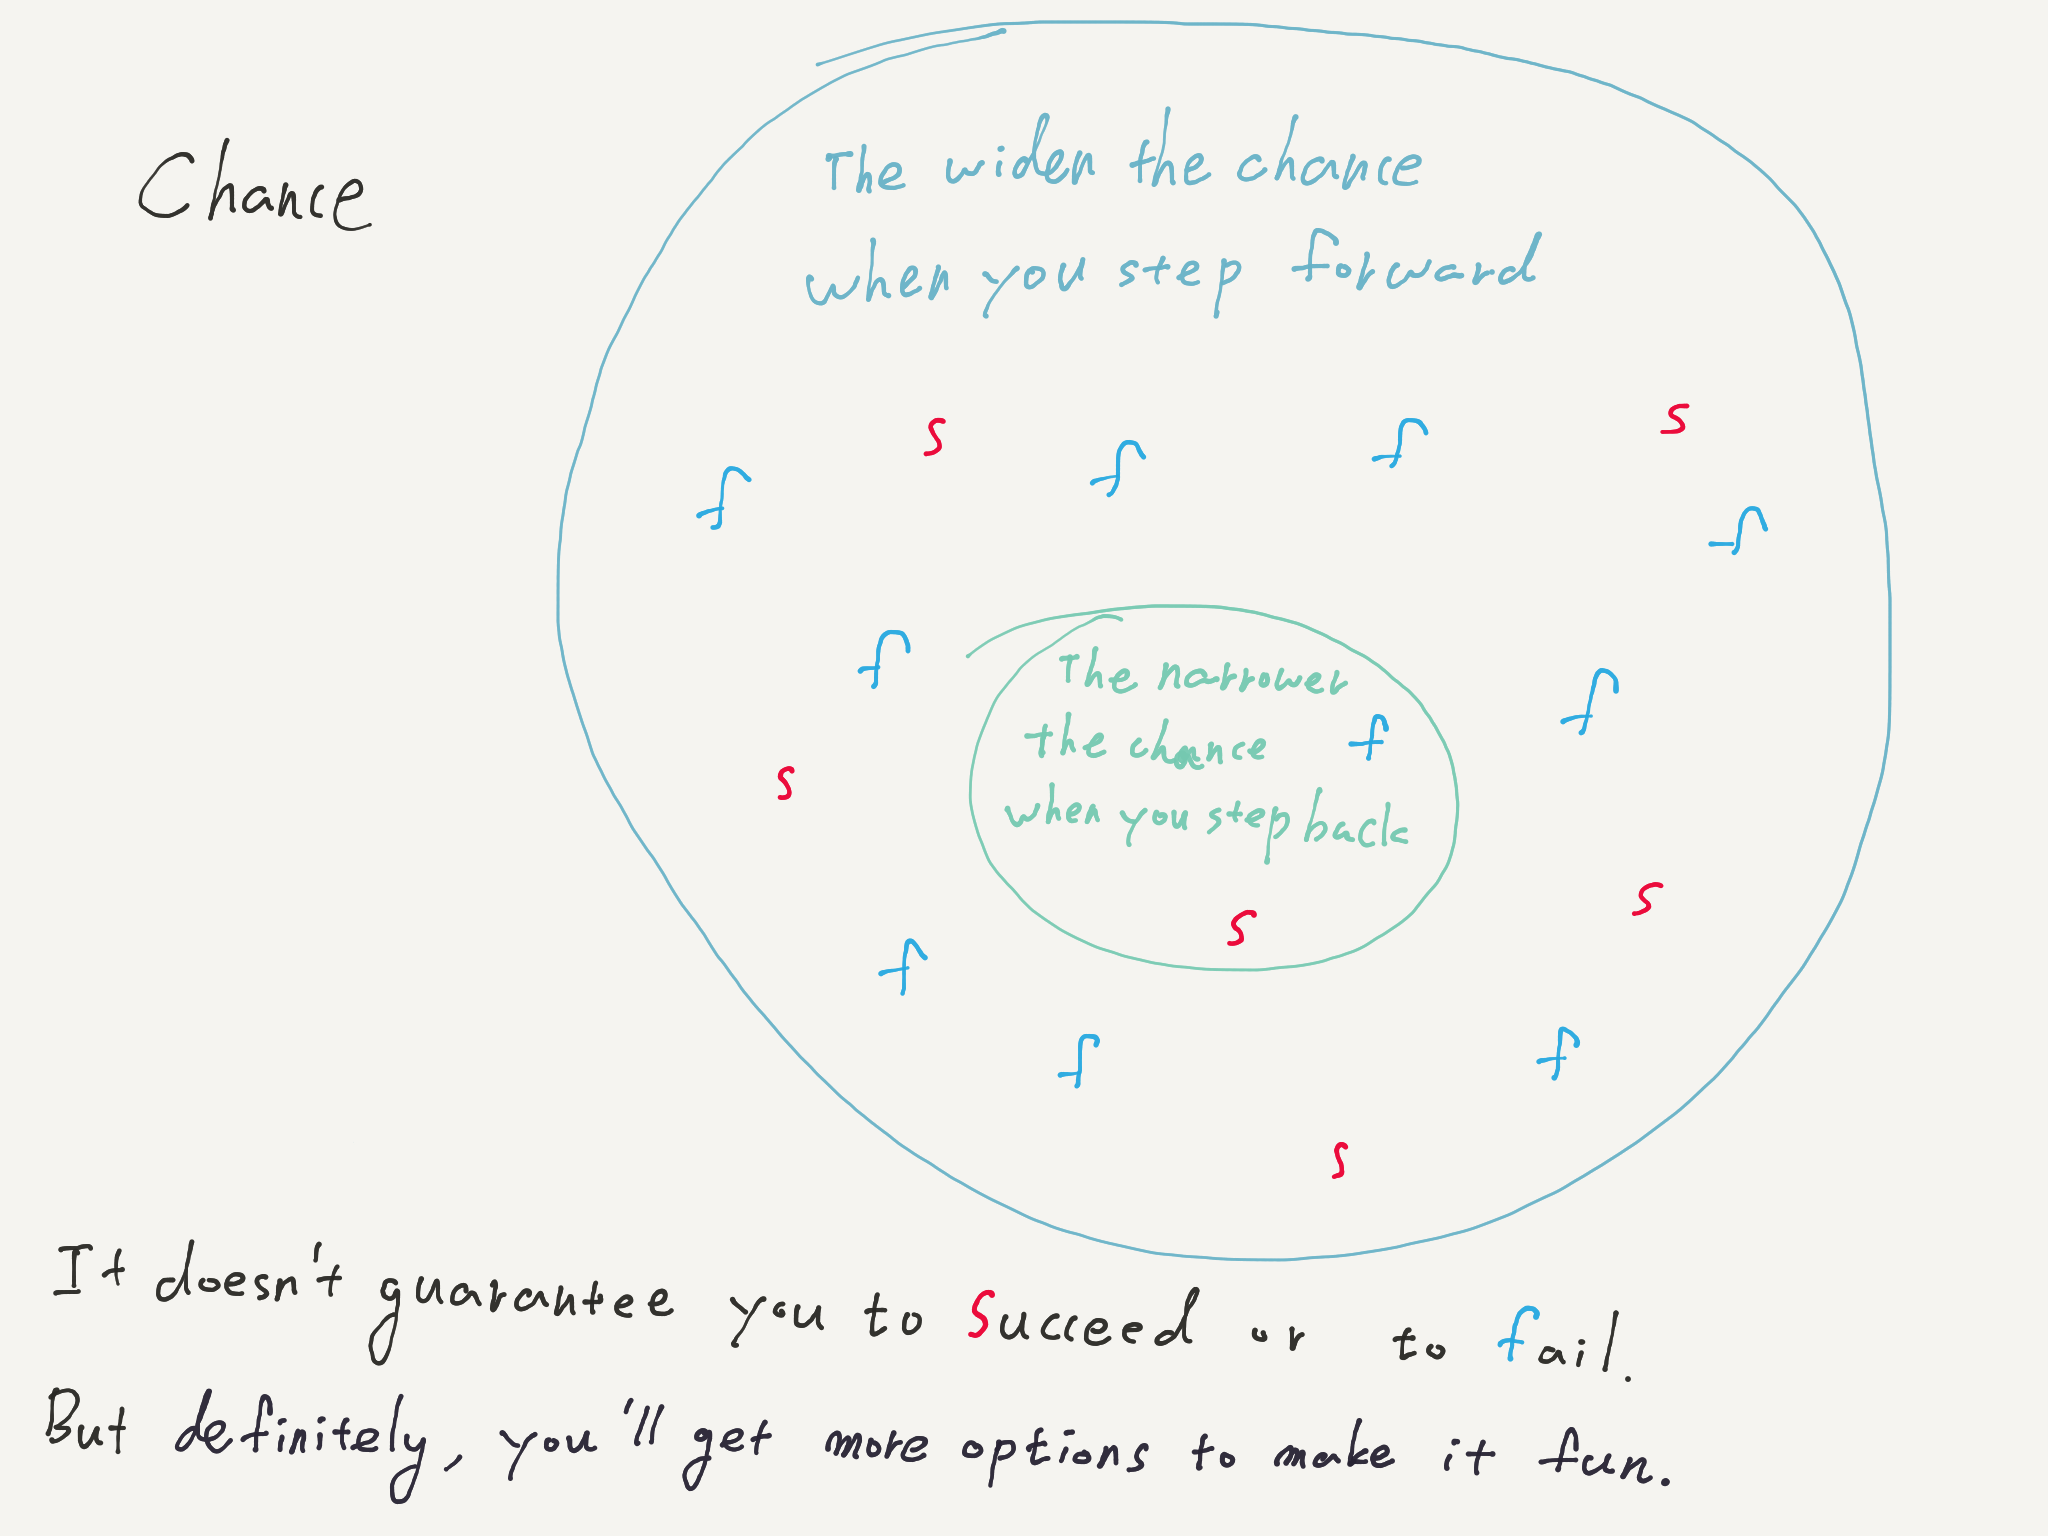 Chance
The widen the chance
when you step forward
s
s
f
f
f
f
f
The narrower
f
the chance
f
s
when you step back
s
s
f
f
f
s
It doesn't guarantee you to succeed or to fail.
But definitely, you'll get more options to make it fun.